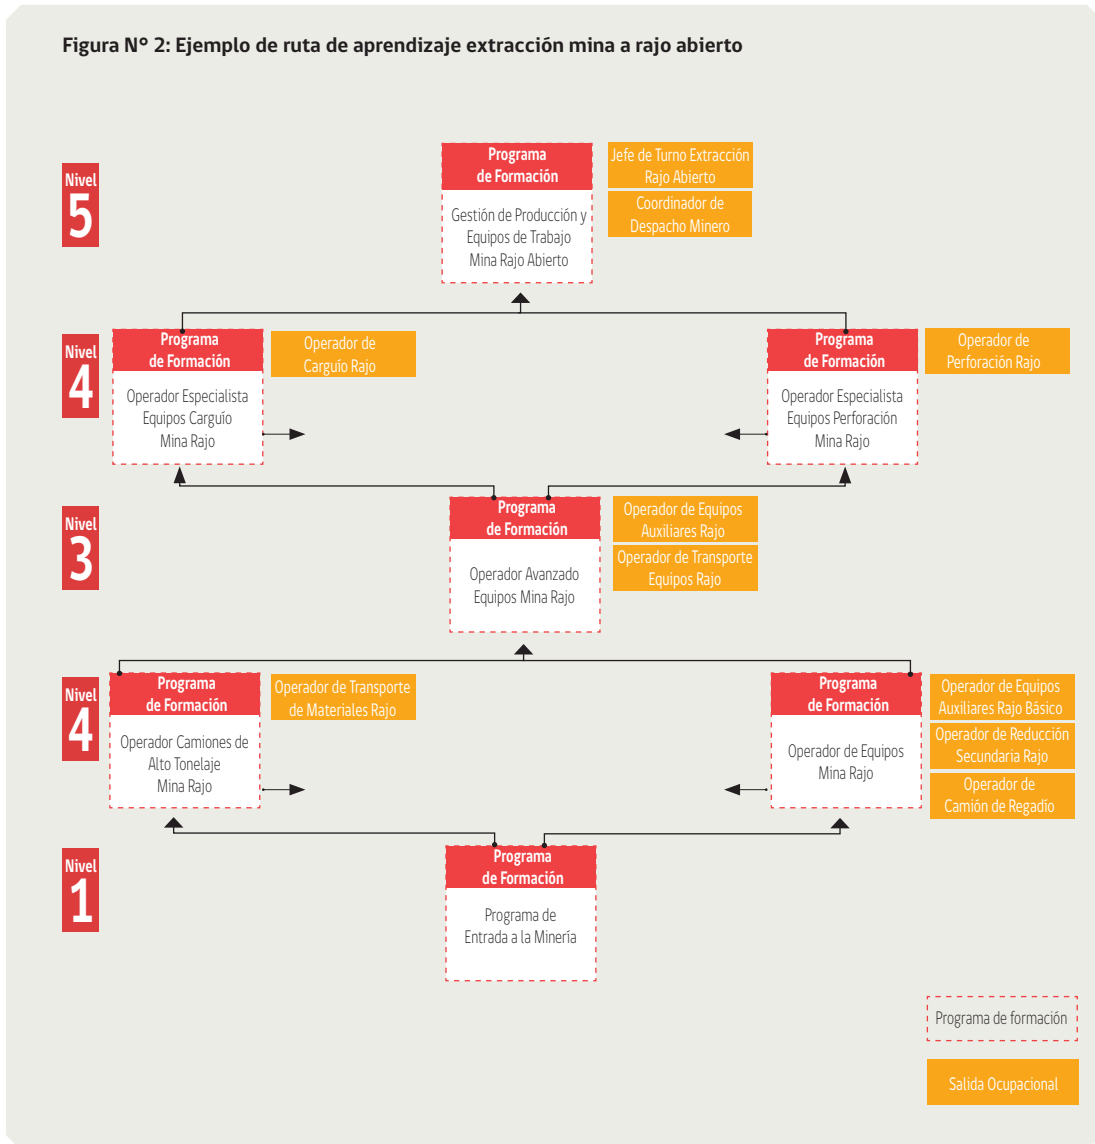 Figura N° 2: Ejemplo de ruta de aprendizaje extracción mina a rajo abierto
Nivel
5
Programa
de Formación
Gestión de Producción y
Equipos de Trabajo
Mina Rajo Abierto
Jefe de Turno Extracción
Rajo Abierto
Coordinador de
Despacho Minero
Nivel
4
Programa
de Formación
Operador Especialista
Equipos Carguío
Mina Rajo
Operador de
Carguío Rajo
Programa
de Formación
Operador Especialista
Equipos Perforación
Mina Rajo
Operador de
Perforación Rajo
Nivel
3
Programa
de Formación
Operador Avanzado
Equipos Mina Rajo
Operador de Equipos
Auxiliares Rajo
Operador de Transporte
Equipos Rajo
Nivel
4
Programa
de Formación
Operador Camiones de
Alto Tonelaje
Mina Rajo
Operador de Transporte
de Materiales Rajo
Programa
de Formación
Operador de Equipos
Mina Rajo
Operador de Equipos
Auxiliares Rajo Básico
Operador de Reducción
Secundaria Rajo
Operador de
Camión de Regadío
Nivel
1
Programa
de Formación
Programa de
Entrada a la Minería
Programa de formación
Salida Ocupacional